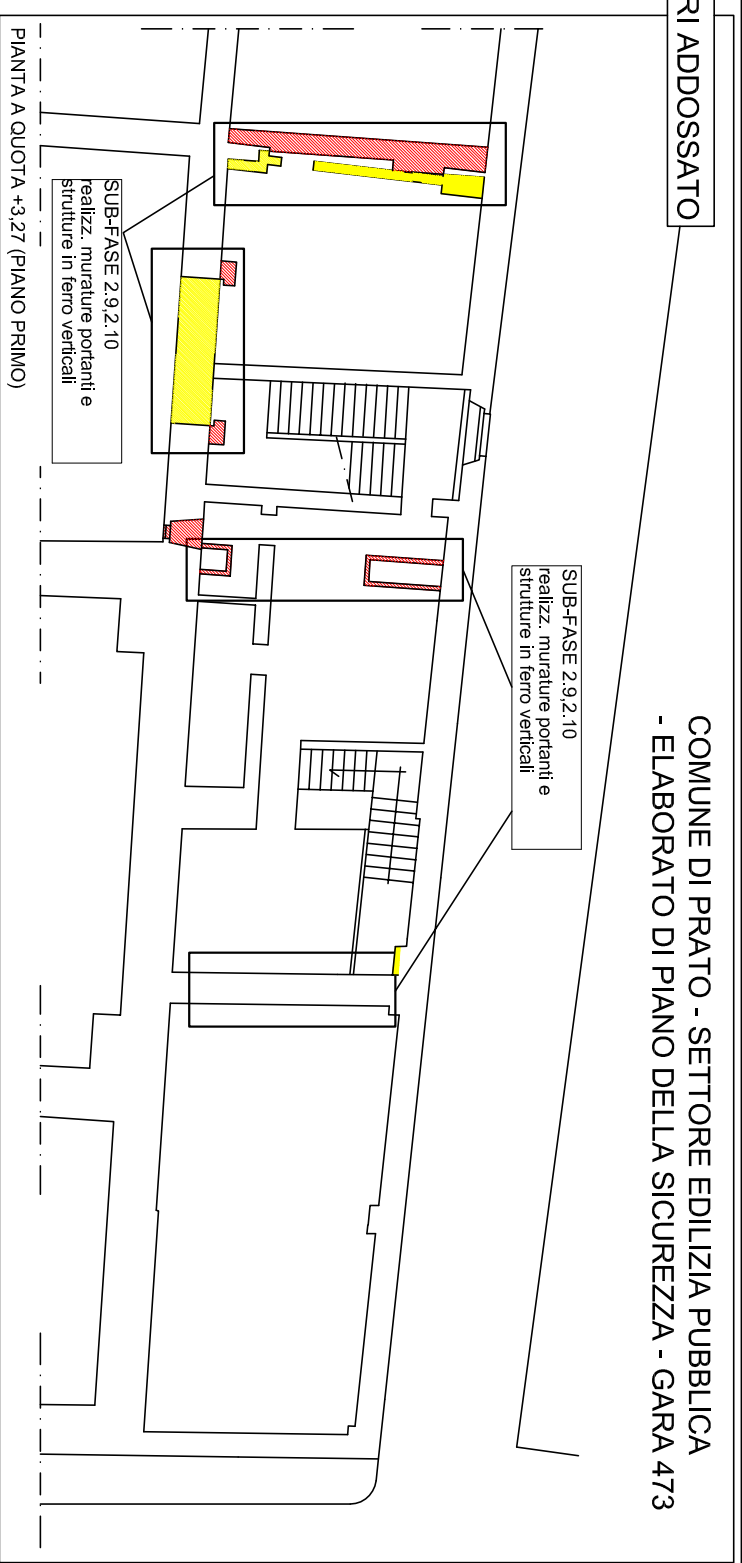 RI ADDOSSATO
COMUNE DI PRATO - SETTORE EDILIZIA PUBBLICA
- ELABORATO DI PIANO DELLA SICUREZZA - GARA 473
SUB-FASE 2.9,2.10
realizz. murature portanti e
strutture in ferro verticali
SUB-FASE 2.9,2.10
realizz. murature portanti e
strutture in ferro verticali
PIANTA A QUOTA +3,27 (PIANO PRIMO)